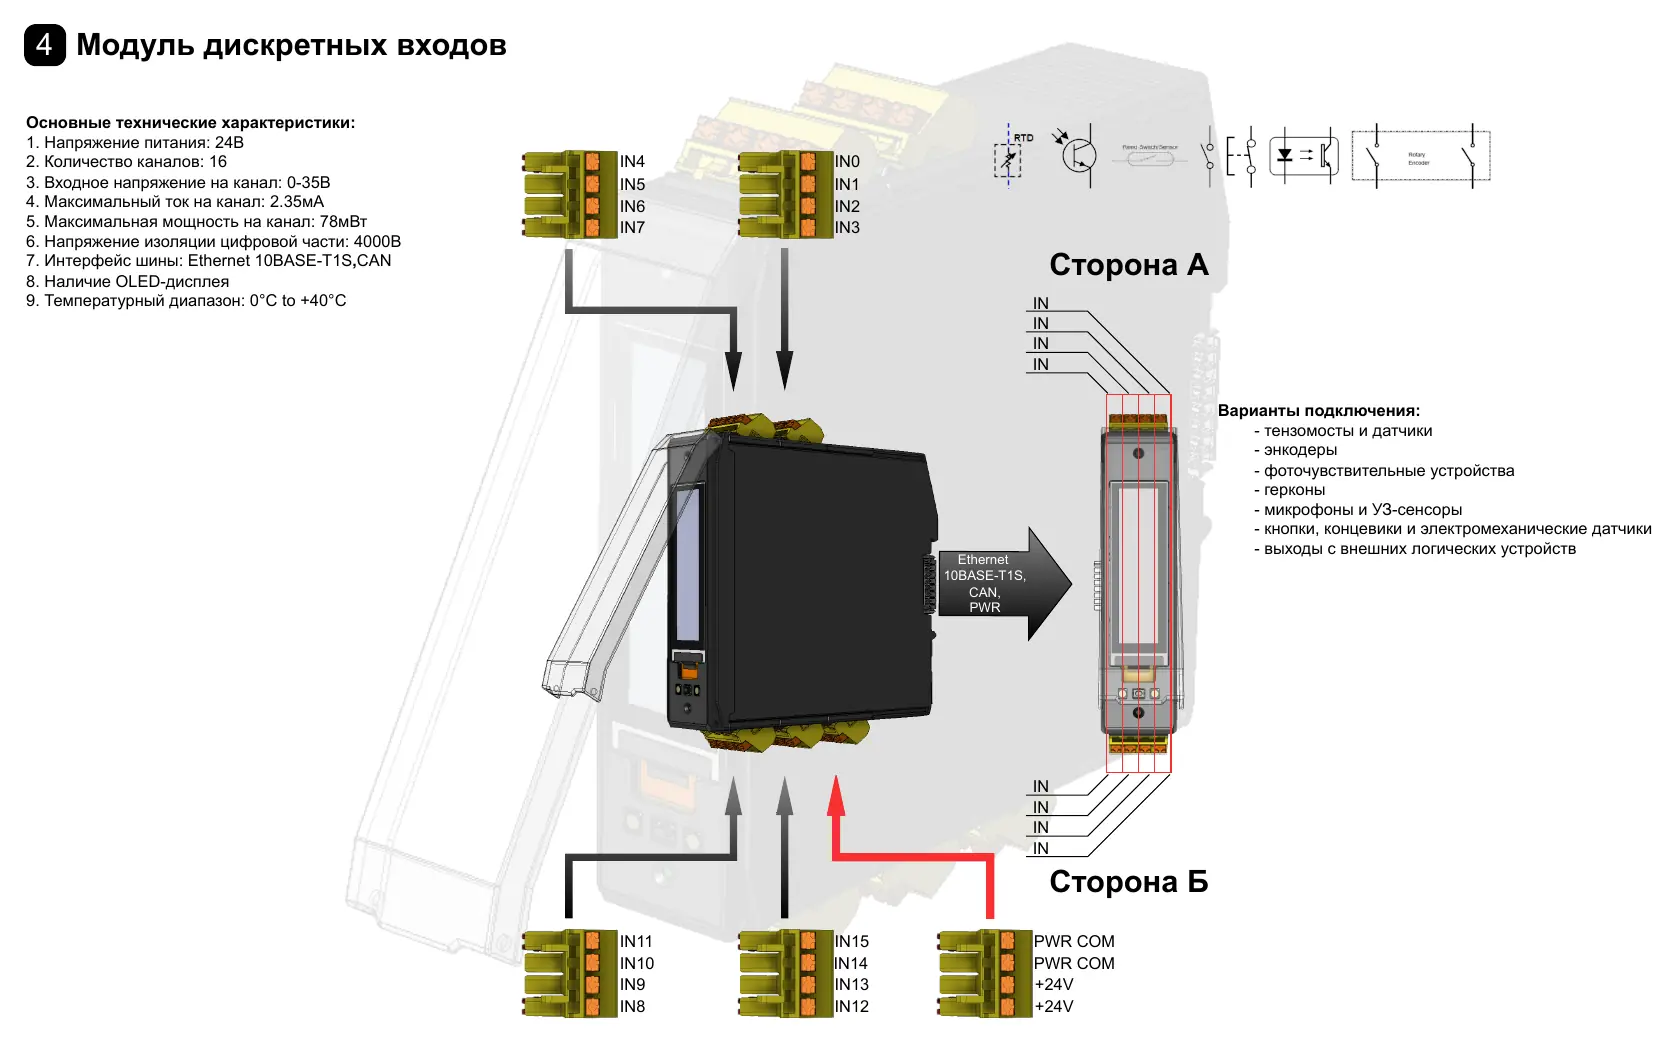 4 Модуль дискретных входов
Основные технические характеристики:
1. Напряжение питания: 24В
2. Количество каналов: 16
3. Входное напряжение на канал: 0-35В
4. Максимальный ток на канал: 2.35мА
5. Максимальная мощность на канал: 78мВт
6. Напряжение изоляции цифровой части: 4000В
7. Интерфейс шины: Ethernet 10BASE-T1S,CAN
8. Наличие OLED-дисплея
9. Температурный диапазон: 0°C to +40°C
IN4
IN5
IN6
IN7
IN0
IN1
IN2
IN3
RTD
Rotary
Encoder
Сторона А
IN
IN
IN
IN
Варианты подключения:
- тензомосты и датчики
- энкодеры
- фоточувствительные устройства
- герконы
- микрофоны и УЗ-сенсоры
- кнопки, концевики и электромеханические датчики
- выходы с внешних логических устройств
Ethernet
10BASE-T1S,
CAN,
PWR
IN
IN
IN
IN
Сторона Б
IN11
IN10
IN9
IN8
IN15
IN14
IN13
IN12
PWR COM
PWR COM
+24V
+24V